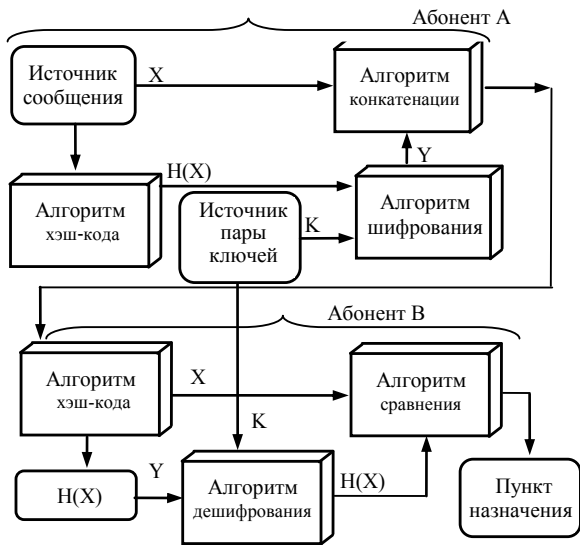 Абонент А
Источник
сообщения
X
Алгоритм
конкатенации
H(X)
Y
Алгоритм
хэш-кода
Источник
пары
ключей
K
Алгоритм
шифрования
Абонент В
Алгоритм
хэш-кода
X
Алгоритм
сравнения
K
H(X)
Y
Алгоритм
дешифрования
H(X)
Пункт
назначения